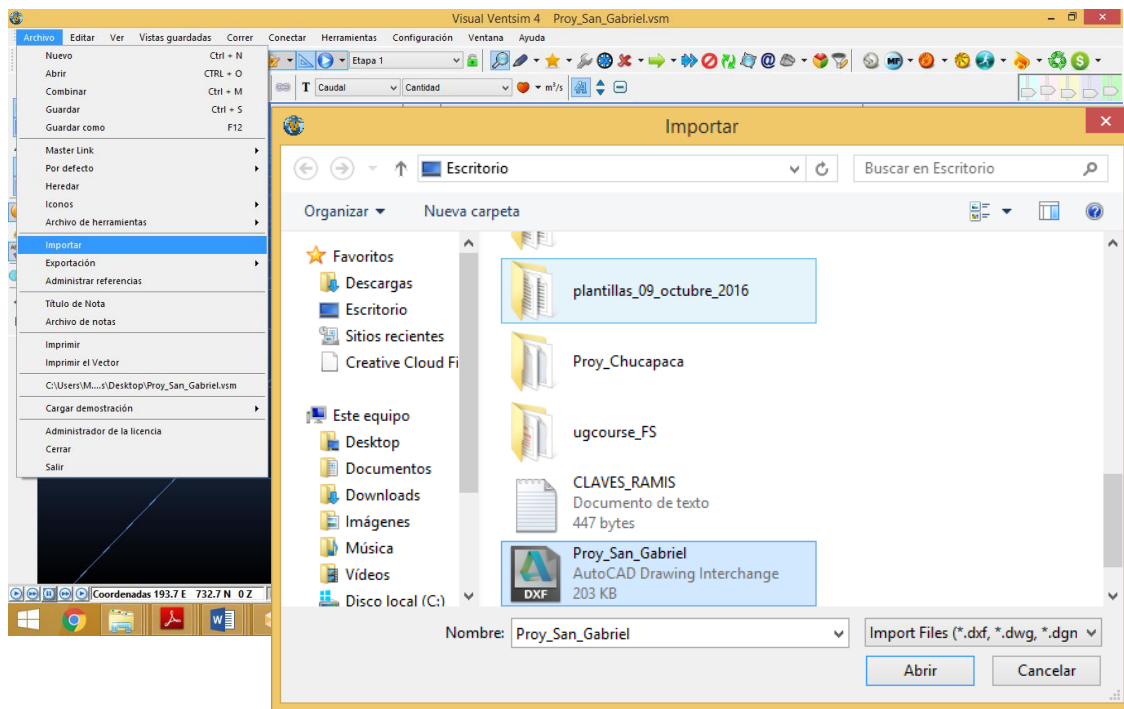 Visual Ventsim 4 Proy_San_Gabriel.vsm
Archivo Editar Ver Vistas guardadas Correr Conectar Herramientas Configuración Ventana Ayuda
Nuevo Ctrl + N
Abrir CTRL + O
Combinar Ctrl + M
Guardar Ctrl + S
Guardar como F12
Master Link
Por defecto
Heredar
Iconos
Archivo de herramientas
Importar
Exportación
Administrar referencias
Título de Nota
Archivo de notas
Imprimir
Imprimir el Vector
C:\Users\M....s\Desktop\Proy_San_Gabriel.vsm
Cargar demostración
Administrador de la licencia
Cerrar
Salir
Etapa 1
MF
S
T Caudal Cantidad m³/s
Coordenadas 193.7 E 732.7 N 0 Z
Importar
Escritorio
Buscar en Escritorio
Organizar
Nueva carpeta
Favoritos
Descargas
Escritorio
Sitios recientes
Creative Cloud Fi
Este equipo
Desktop
Documentos
Downloads
Imágenes
Música
Vídeos
Disco local (C:)
plantillas_09_octubre_2016
Proy_Chucapaca
ugcourse_FS
CLAVES_RAMIS
Documento de texto
447 bytes
DXF
Proy_San_Gabriel
AutoCAD Drawing Interchange
203 KB
Nombre: Proy_San_Gabriel
Import Files (*.dxf, *.dwg, *.dgn
Abrir
Cancelar